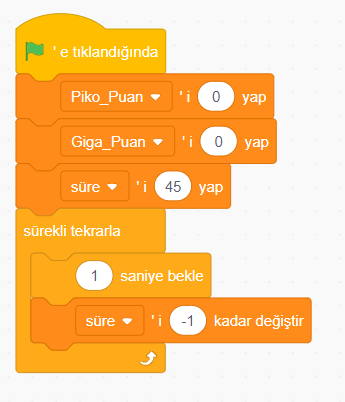 ' e tıklandığında
Piko_Puan ' i 0 yap
Giga_Puan ' i 0 yap
süre ' i 45 yap
sürekli tekrarla
1 saniye bekle
süre ' i -1 kadar değiştir